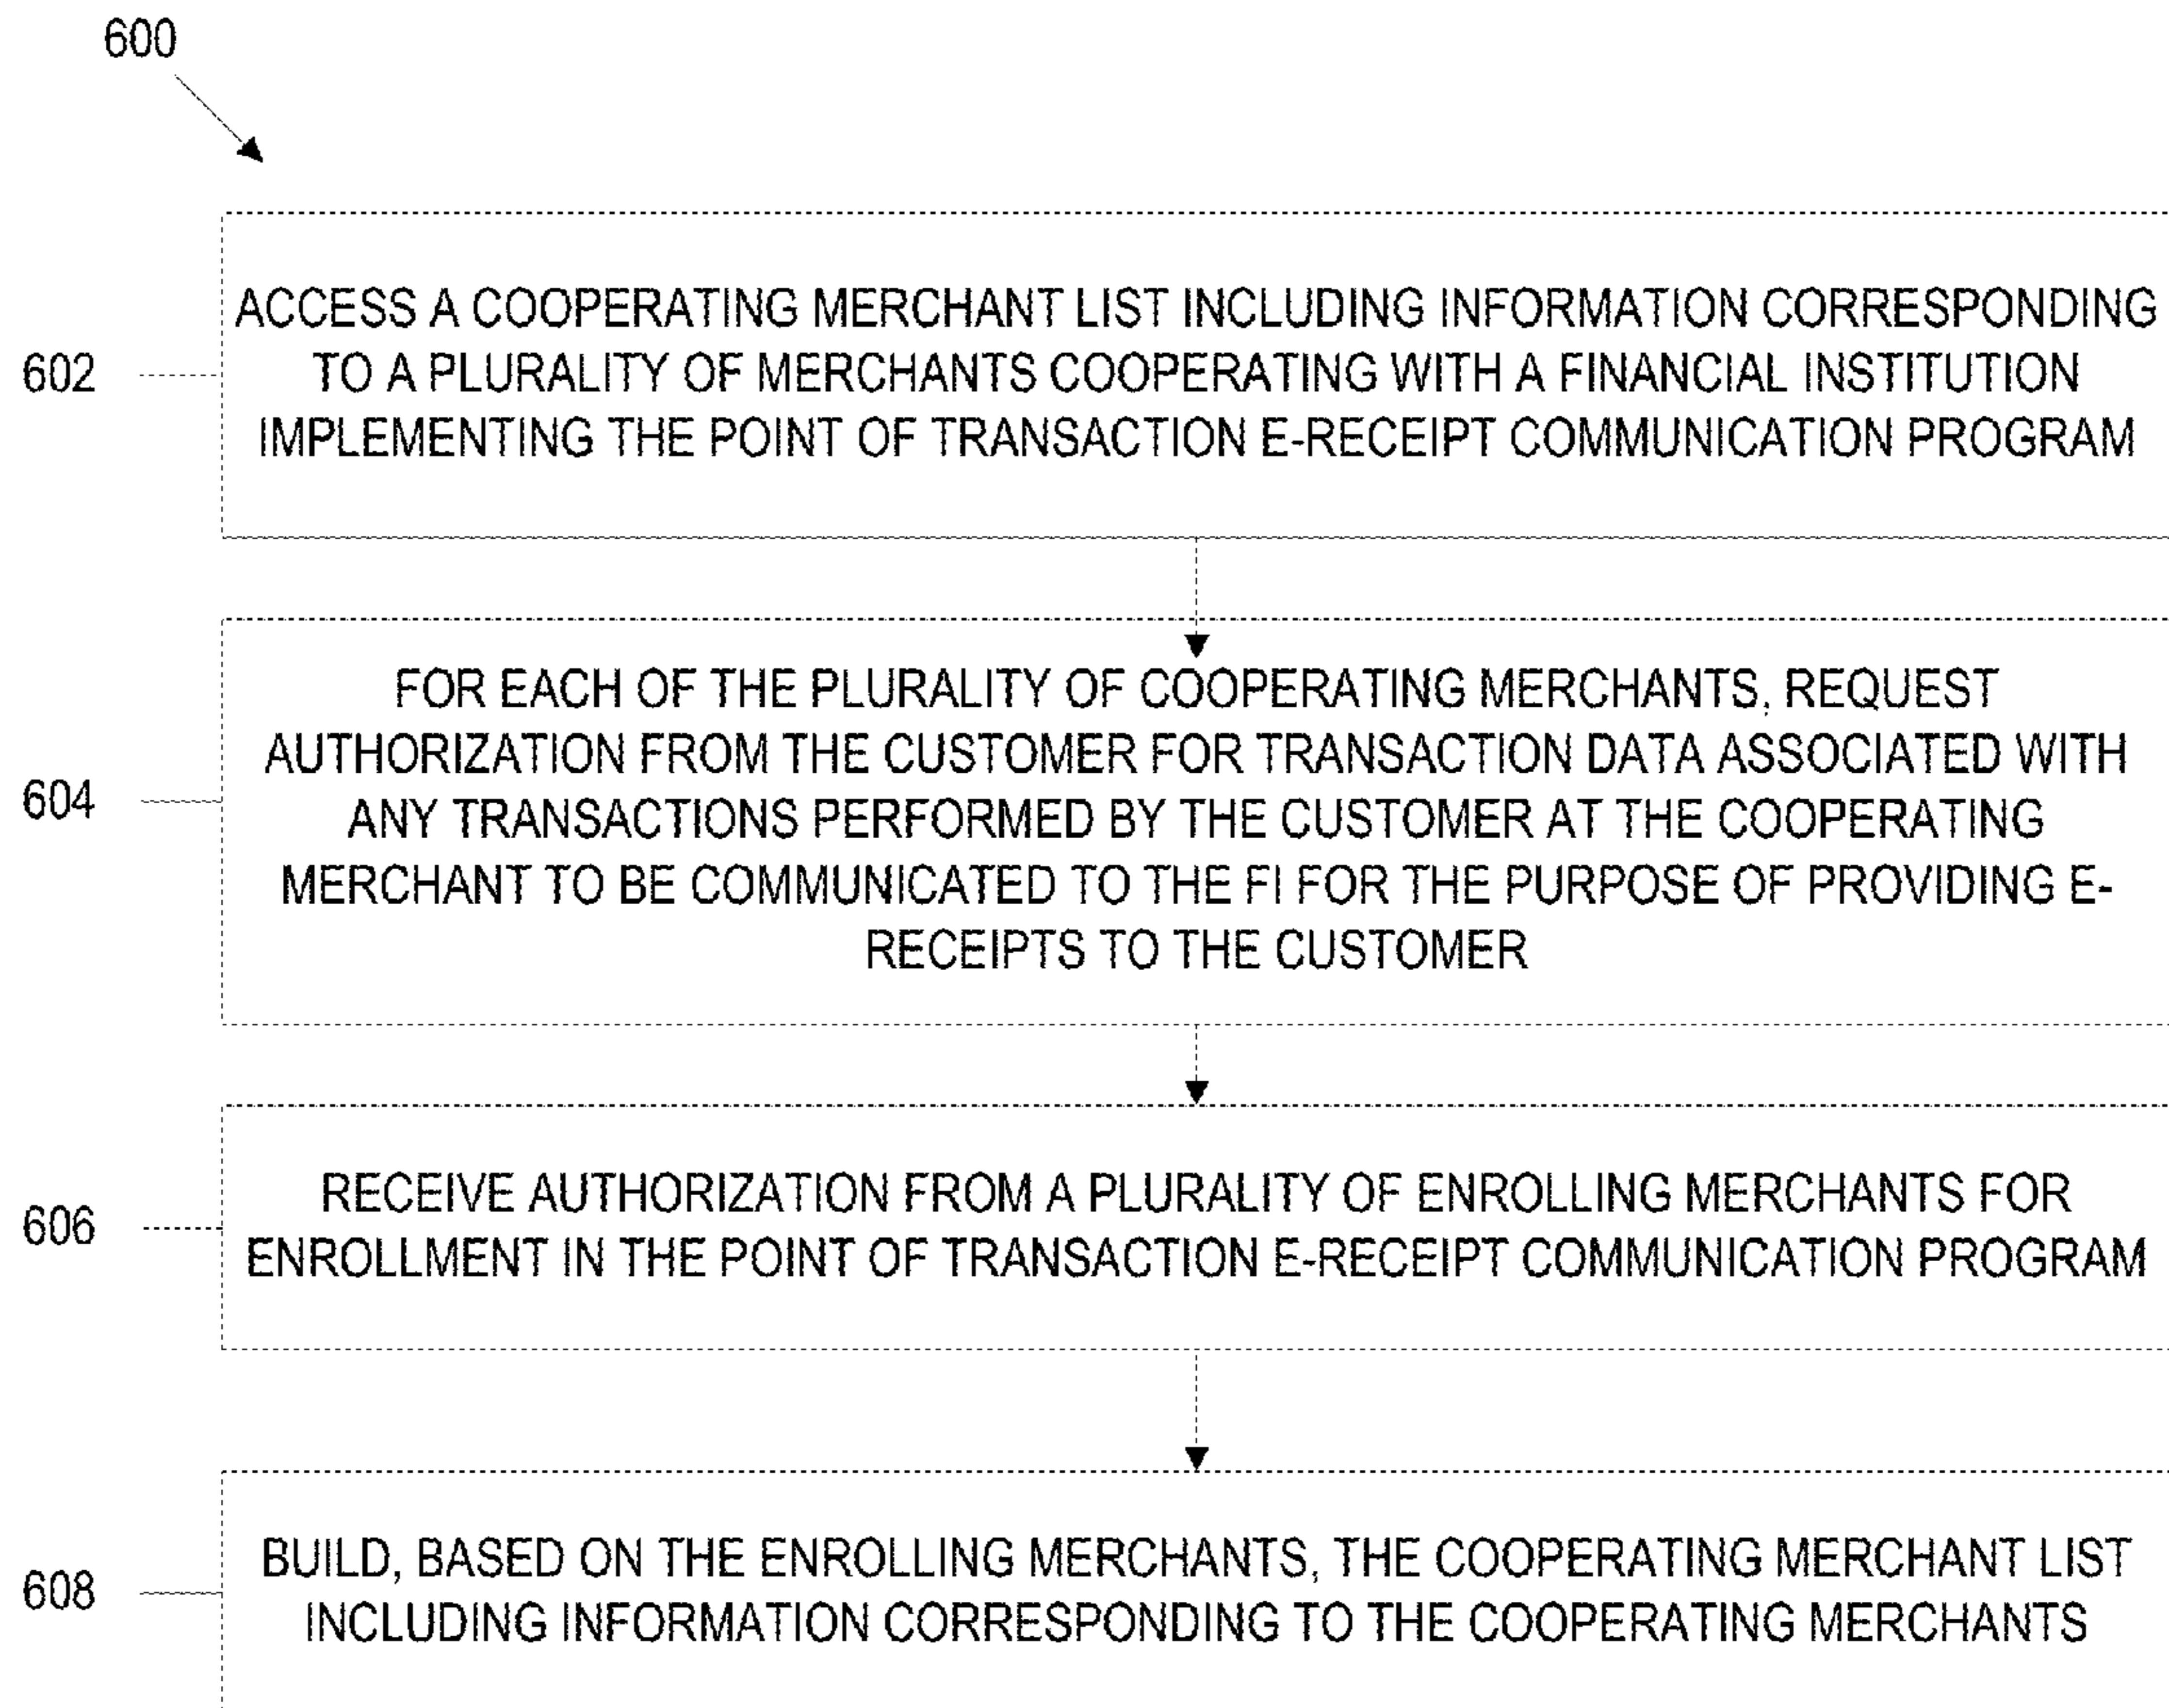 600
602
ACCESS A COOPERATING MERCHANT LIST INCLUDING INFORMATION CORRESPONDING
TO A PLURALITY OF MERCHANTS COOPERATING WITH A FINANCIAL INSTITUTION
IMPLEMENTING THE POINT OF TRANSACTION E-RECEIPT COMMUNICATION PROGRAM
604
FOR EACH OF THE PLURALITY OF COOPERATING MERCHANTS, REQUEST
AUTHORIZATION FROM THE CUSTOMER FOR TRANSACTION DATA ASSOCIATED WITH
ANY TRANSACTIONS PERFORMED BY THE CUSTOMER AT THE COOPERATING
MERCHANT TO BE COMMUNICATED TO THE FI FOR THE PURPOSE OF PROVIDING E-
RECEIPTS TO THE CUSTOMER
606
RECEIVE AUTHORIZATION FROM A PLURALITY OF ENROLLING MERCHANTS FOR
ENROLLMENT IN THE POINT OF TRANSACTION E-RECEIPT COMMUNICATION PROGRAM
608
BUILD, BASED ON THE ENROLLING MERCHANTS, THE COOPERATING MERCHANT LIST
INCLUDING INFORMATION CORRESPONDING TO THE COOPERATING MERCHANTS